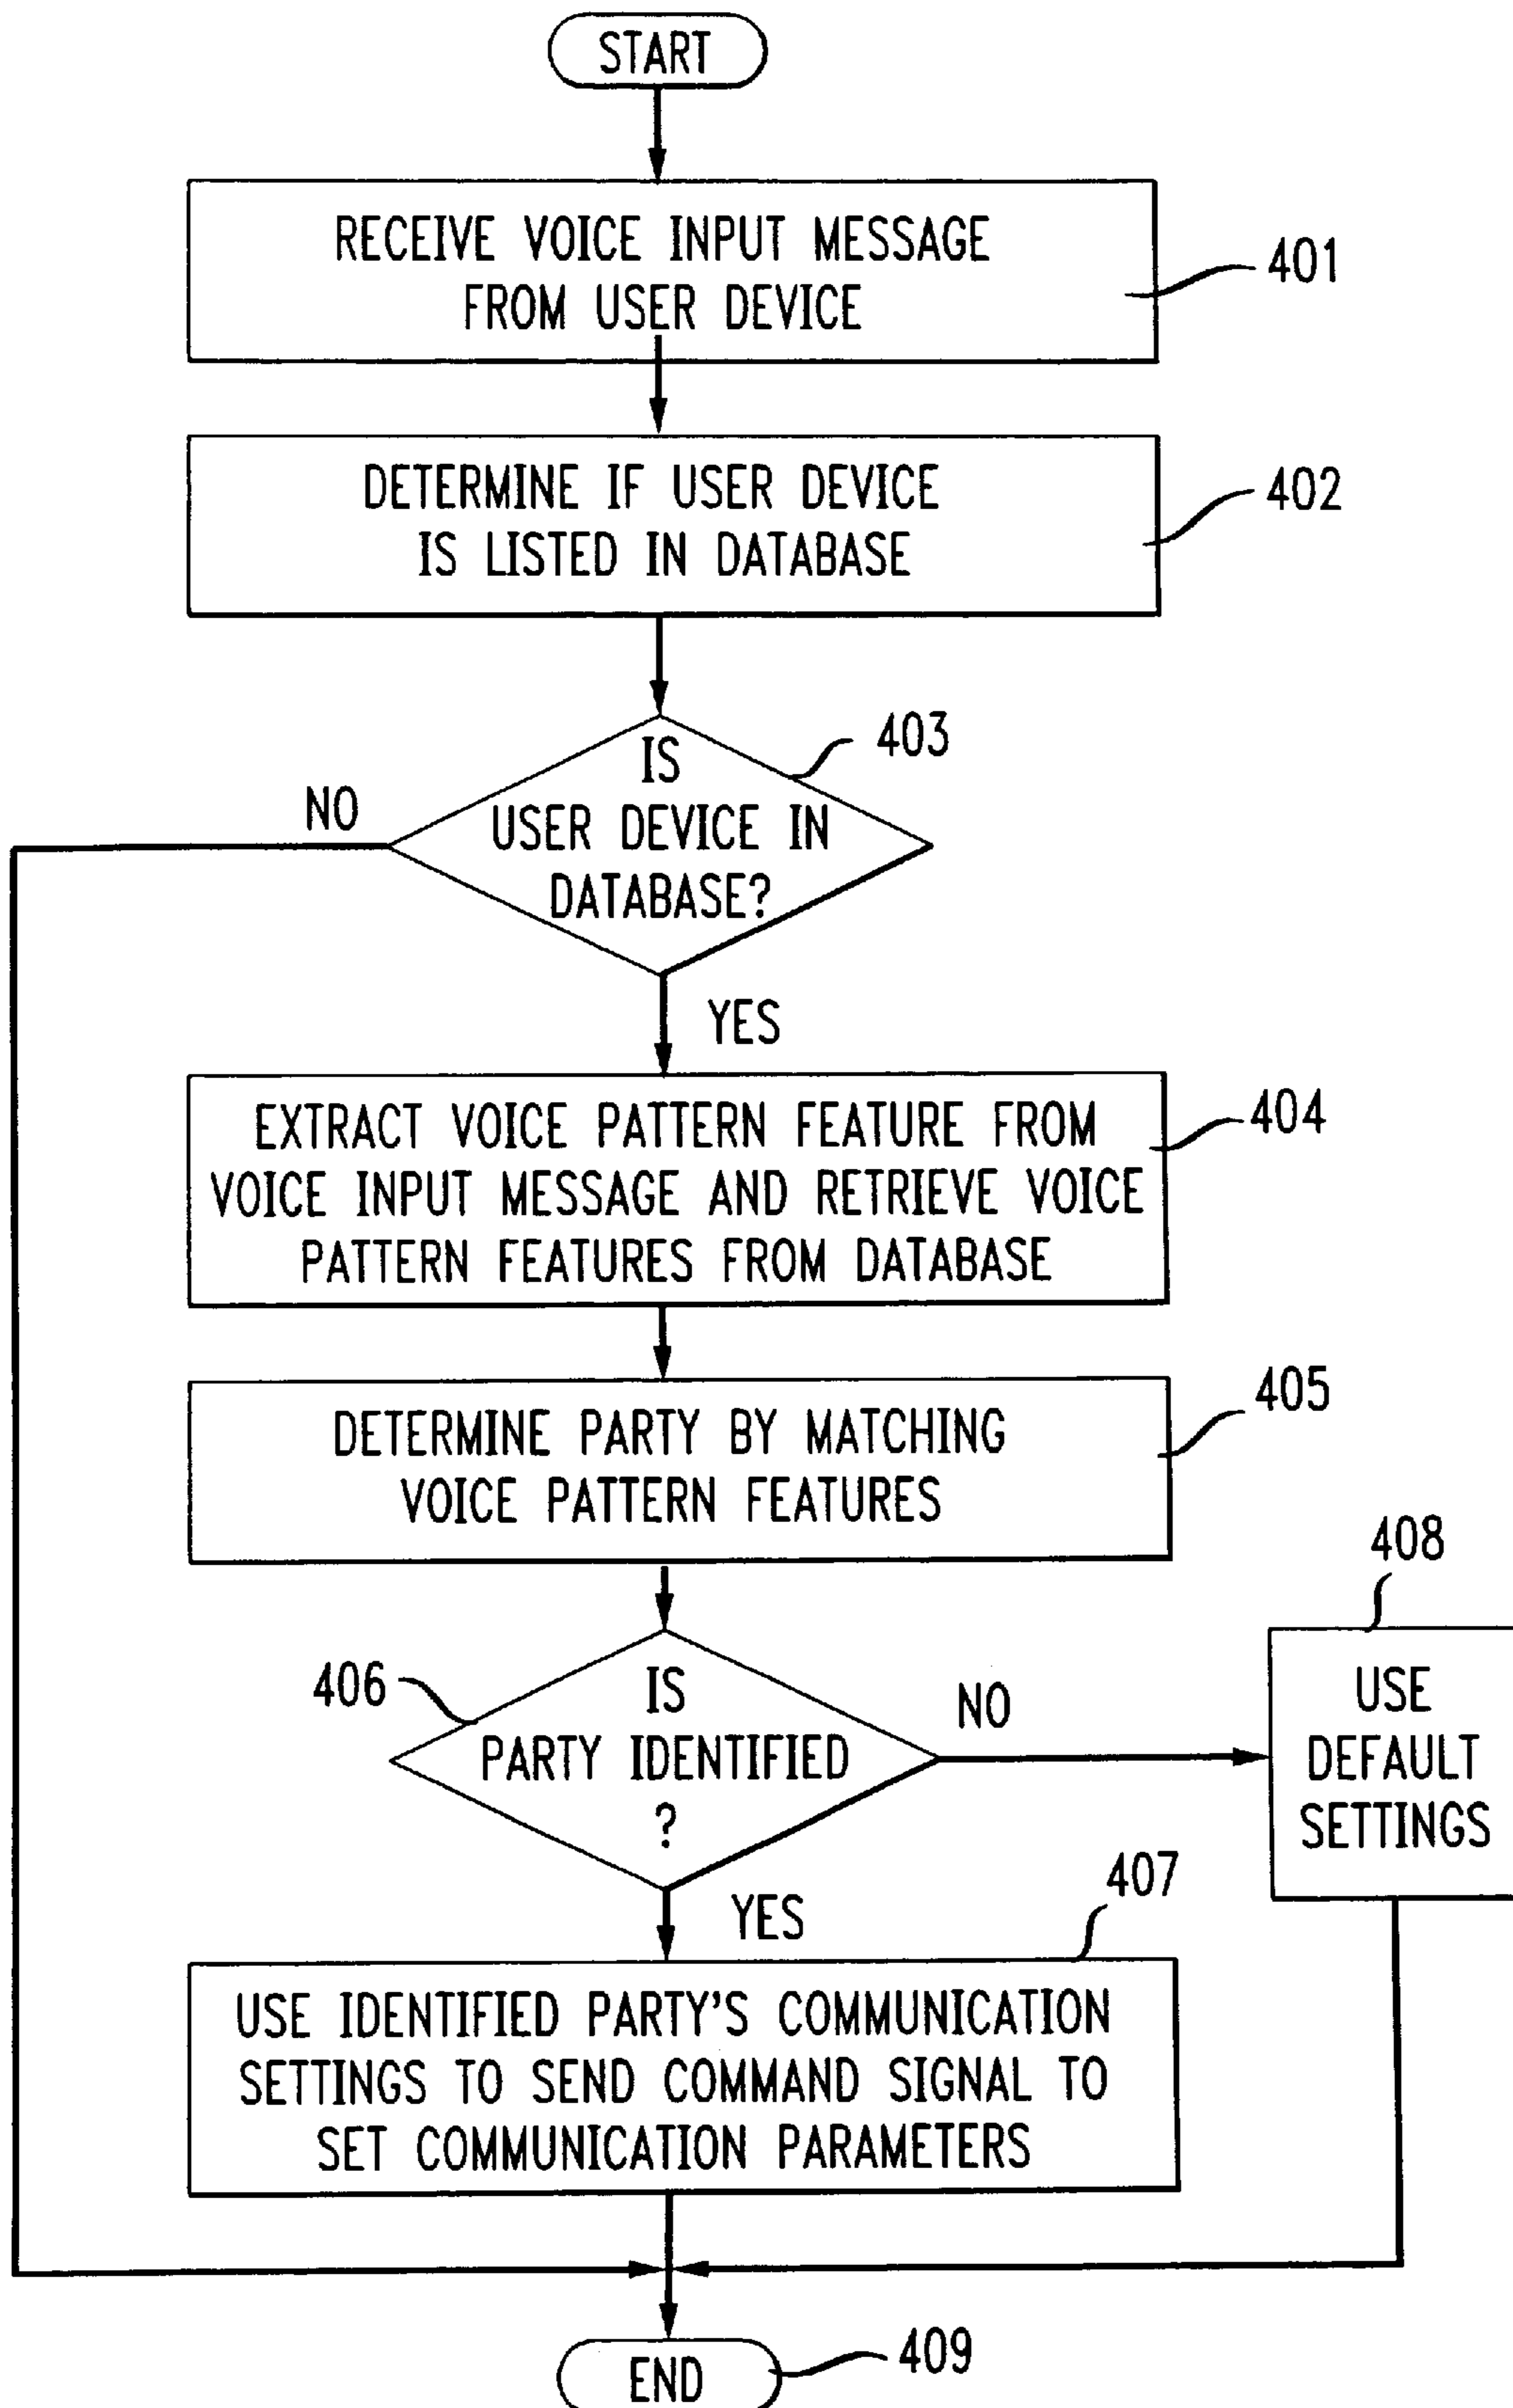 START
RECEIVE VOICE INPUT MESSAGE
FROM USER DEVICE
401
DETERMINE IF USER DEVICE
IS LISTED IN DATABASE
402
403
IS
USER DEVICE IN
DATABASE?
NO
YES
EXTRACT VOICE PATTERN FEATURE FROM
VOICE INPUT MESSAGE AND RETRIEVE VOICE
PATTERN FEATURES FROM DATABASE
404
DETERMINE PARTY BY MATCHING
VOICE PATTERN FEATURES
405
406
IS
PARTY IDENTIFIED
?
NO
408
USE
DEFAULT
SETTINGS
YES
407
USE IDENTIFIED PARTY'S COMMUNICATION
SETTINGS TO SEND COMMAND SIGNAL TO
SET COMMUNICATION PARAMETERS
END
409